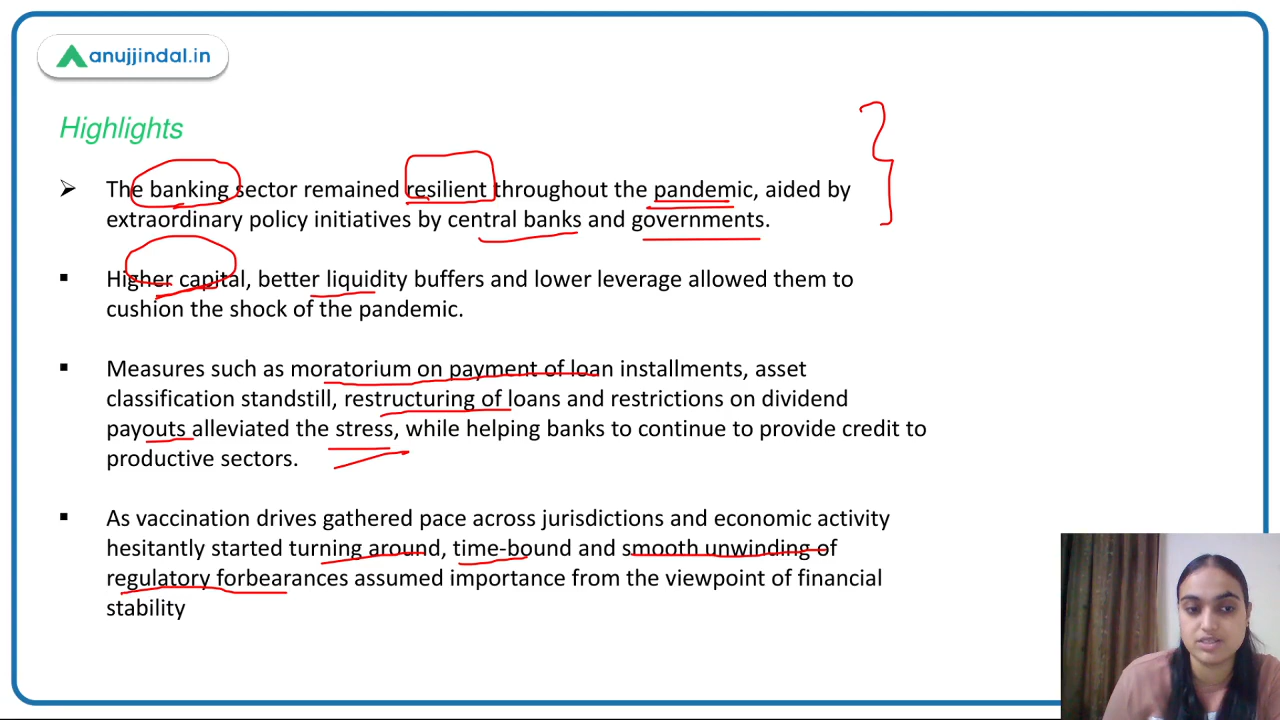 anujjindal.in
Highlights
The banking sector remained resilient throughout the pandemic, aided by
extraordinary policy initiatives by central banks and governments.
Higher capital, better liquidity buffers and lower leverage allowed them to
cushion the shock of the pandemic.
Measures such as moratorium on payment of loan installments, asset
classification standstill, restructuring of loans and restrictions on dividend
payouts alleviated the stress, while helping banks to continue to provide credit to
productive sectors.
As vaccination drives gathered pace across jurisdictions and economic activity
hesitantly started turning around, time-bound and smooth unwinding of
regulatory forbearances assumed importance from the viewpoint of financial
stability